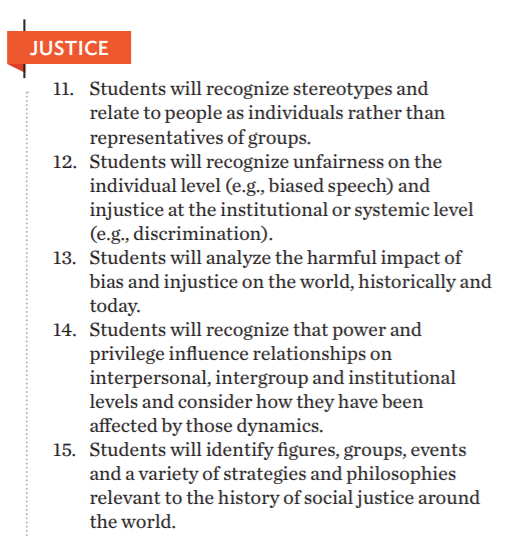 JUSTICE
11. Students will recognize stereotypes and
relate to people as individuals rather than
representatives of groups.
12. Students will recognize unfairness on the
individual level (e.g., biased speech) and
injustice at the institutional or systemic level
(e.g., discrimination).
13. Students will analyze the harmful impact of
bias and injustice on the world, historically and
today.
14. Students will recognize that power and
privilege influence relationships on
interpersonal, intergroup and institutional
levels and consider how they have been
affected by those dynamics.
15. Students will identify figures, groups, events
and a variety of strategies and philosophies
relevant to the history of social justice around
the world.